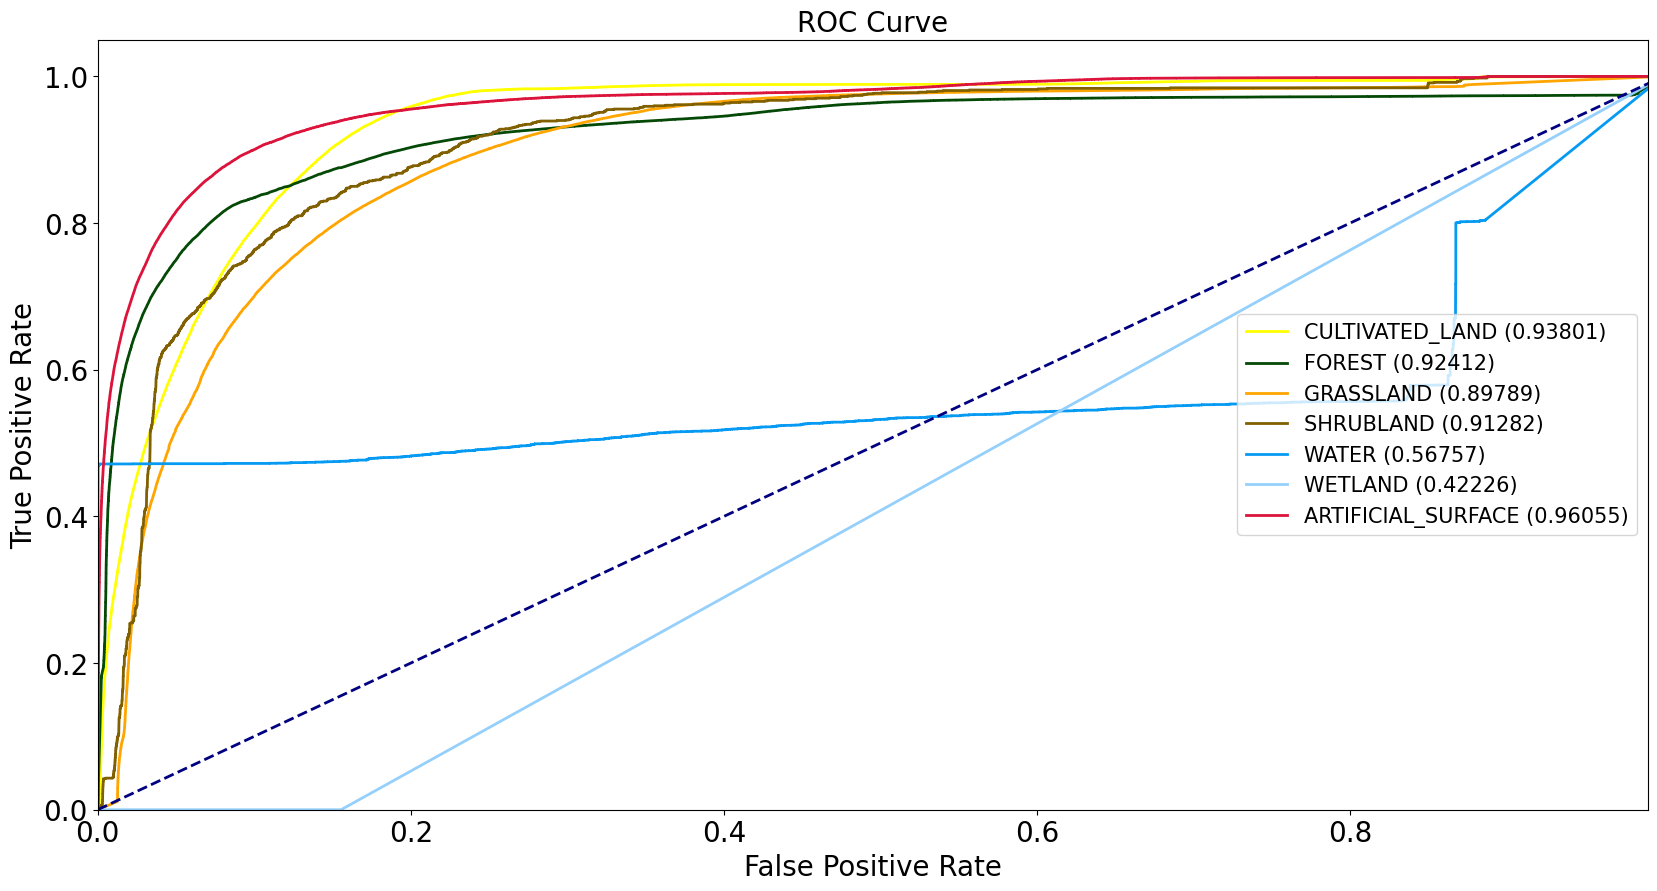 ROC Curve
True Positive Rate
1.0
0.8
0.6
0.4
0.2
0.0
CULTIVATED_LAND (0.93801)
FOREST (0.92412)
GRASSLAND (0.89789)
SHRUBLAND (0.91282)
WATER (0.56757)
WETLAND (0.42226)
ARTIFICIAL_SURFACE (0.96055)
0.0 0.2 0.4 0.6 0.8
False Positive Rate